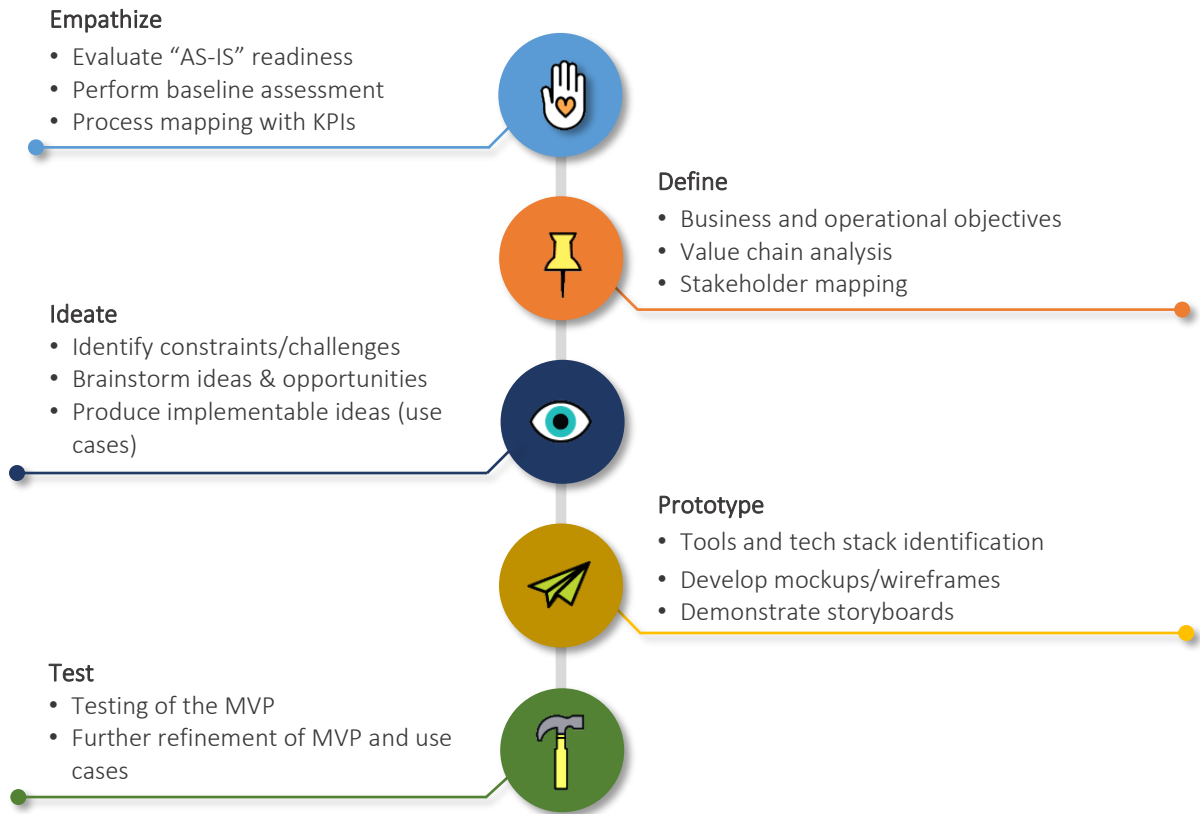 Empathize
• Evaluate “AS-IS” readiness
• Perform baseline assessment
• Process mapping with KPIs
Define
• Business and operational objectives
• Value chain analysis
• Stakeholder mapping
Ideate
• Identify constraints/challenges
• Brainstorm ideas & opportunities
• Produce implementable ideas (use
cases)
Prototype
• Tools and tech stack identification
• Develop mockups/wireframes
• Demonstrate storyboards
Test
• Testing of the MVP
• Further refinement of MVP and use
cases